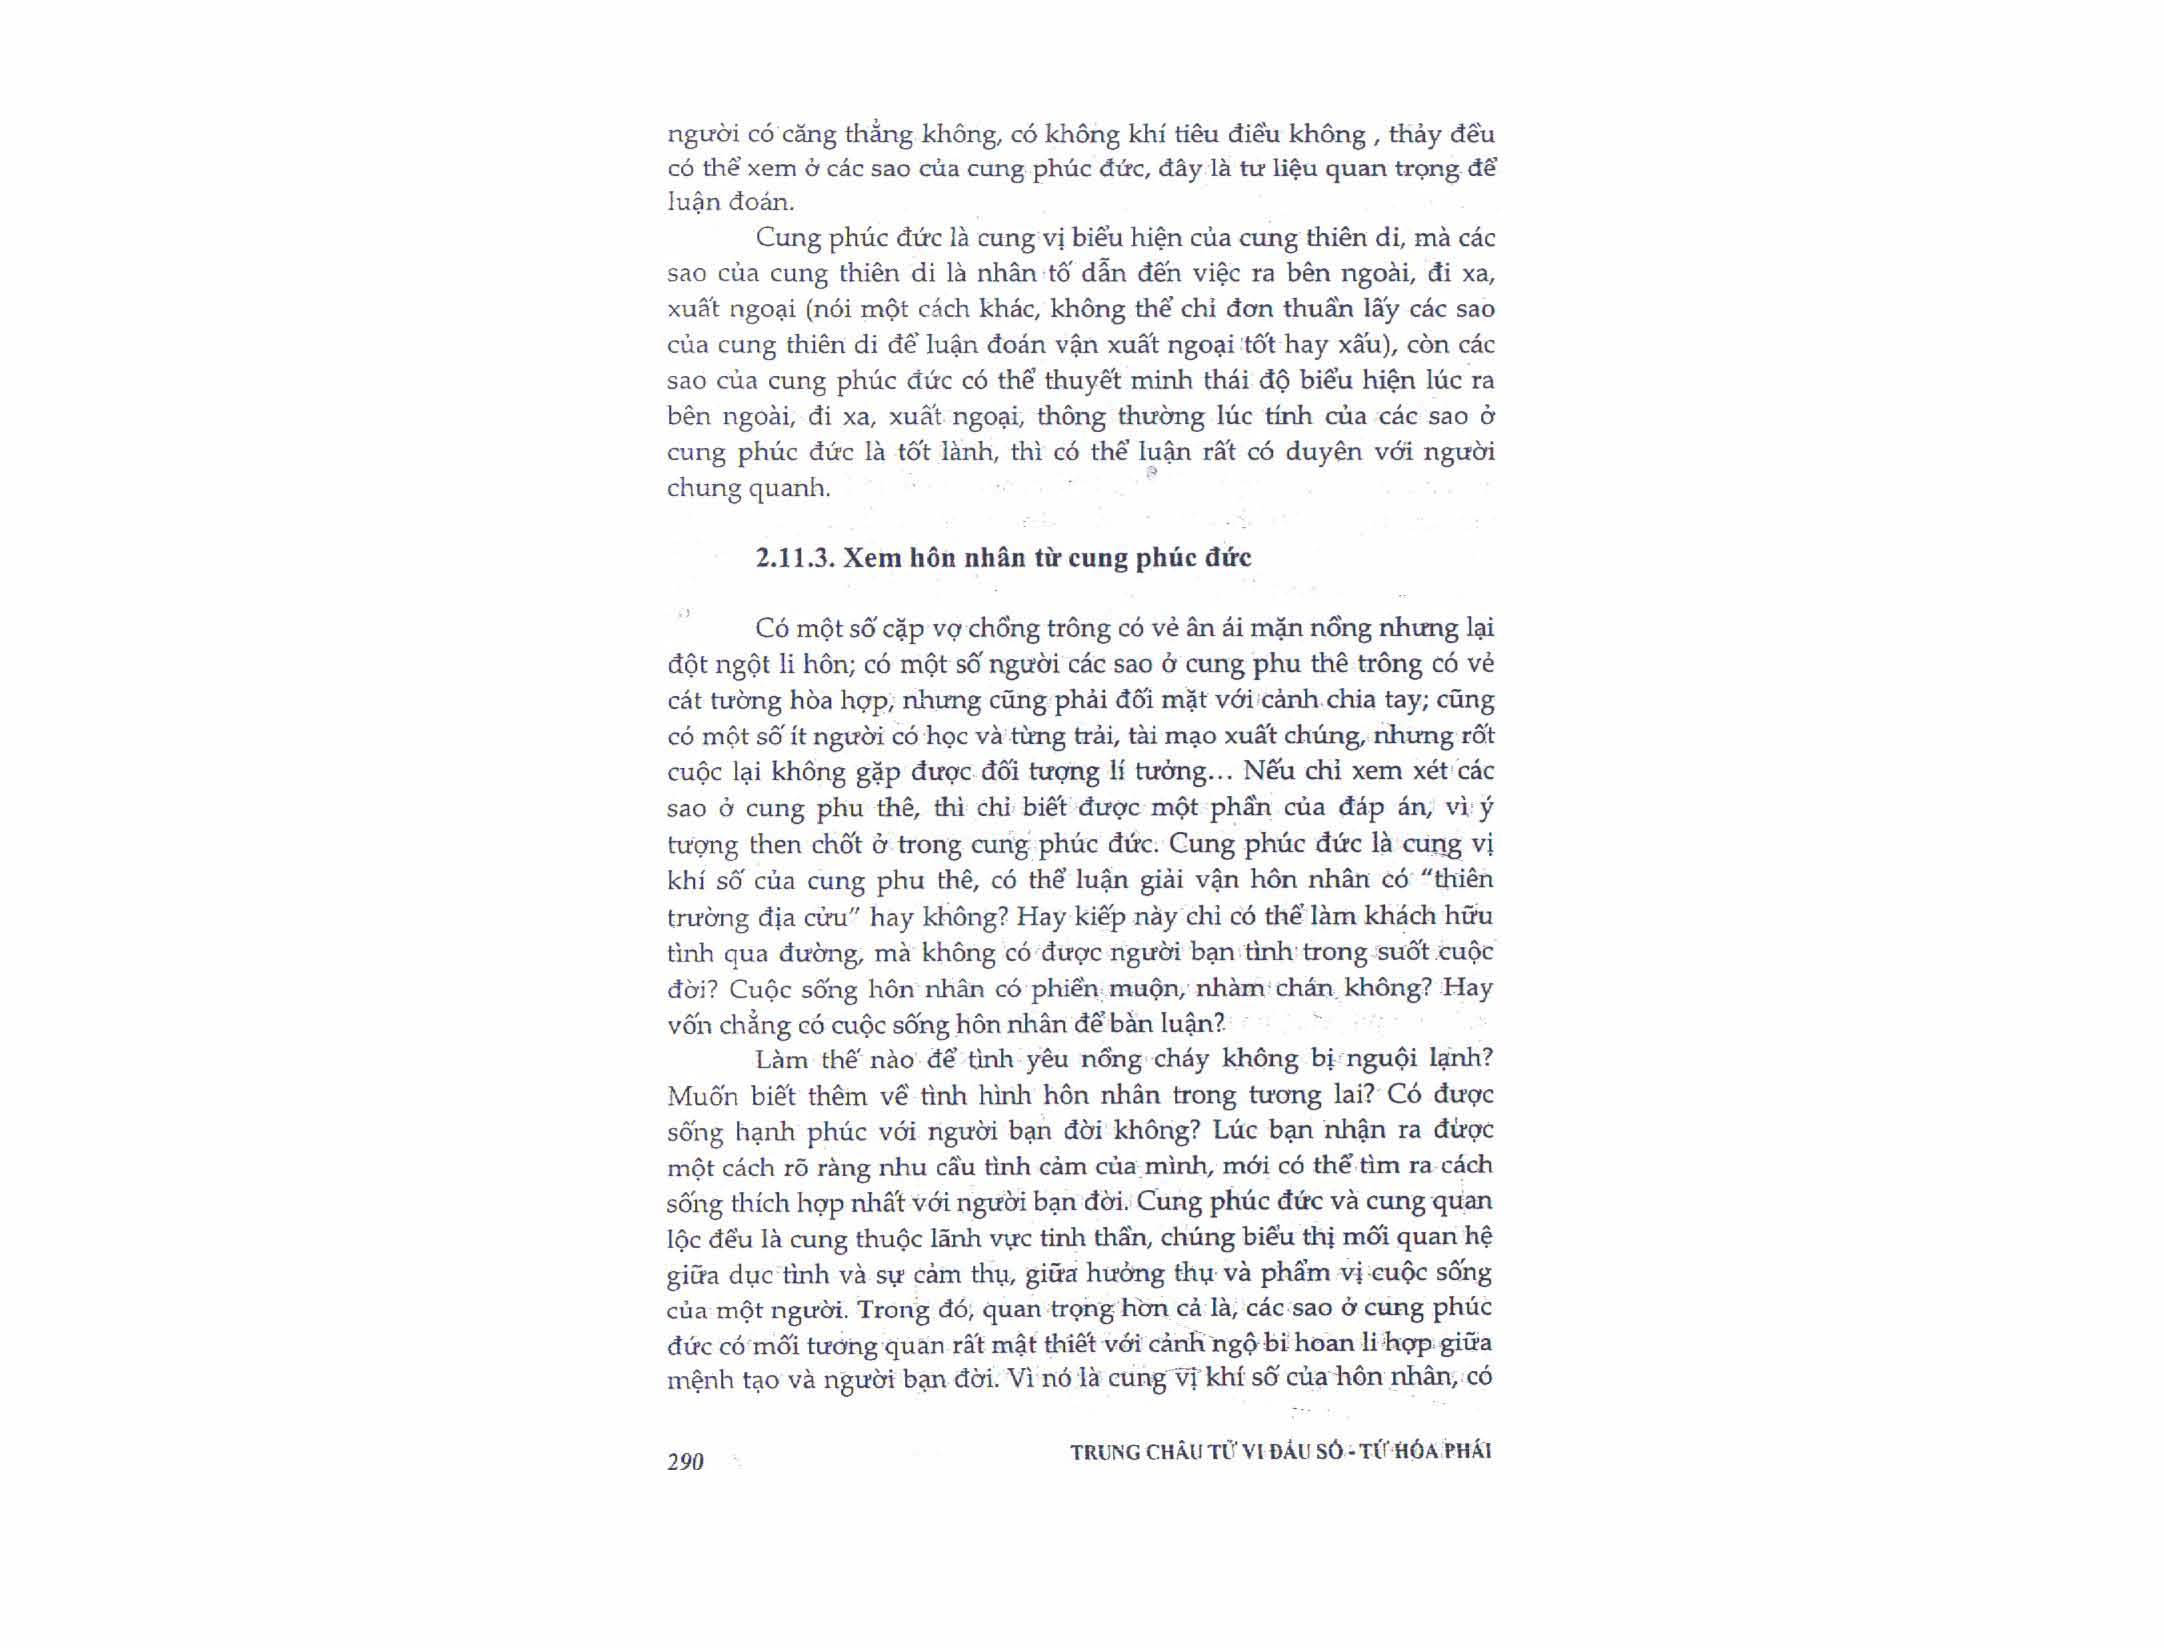 người có căng thẳng không, có không khí tiêu điều không , thảy đều
có thể xem ở các sao của cung phúc đức, đây là tư liệu quan trọng để
luận đoán.
Cung phúc đức là cung vị biểu hiện của cung thiên di, mà các
sao của cung thiên di là nhân tố dẫn đến việc ra bên ngoài, đi xa,
xuất ngoại (nói một cách khác, không thể chỉ đơn thuần lấy các sao
của cung thiên di để luận đoán vận xuất ngoại tốt hay xấu), còn các
sao của cung phúc đức có thể thuyết minh thái độ biểu hiện lúc ra
bên ngoài, đi xa, xuất ngoại, thông thường lúc tính của các sao ở
cung phúc đức là tốt lành, thì có thể luận rất có duyên với người
chung quanh.
2.11.3. Xem hôn nhân từ cung phúc đức
Có một số cặp vợ chồng trông có vẻ ân ái mặn nồng nhưng lại
đột ngột li hôn; có một số người các sao ở cung phu thê trông có vẻ
cát tường hòa hợp, nhưng cũng phải đối mặt với cảnh chia tay; cũng
có một số ít người có học và từng trải, tài mạo xuất chúng, nhưng rốt
cuộc lại không gặp được đối tượng lí tưởng... Nếu chỉ xem xét các
sao ở cung phu thê, thì chỉ biết được một phần của đáp án, vì ý
tượng then chốt ở trong cung phúc đức. Cung phúc đức là cung vị
khí số của cung phu thê, có thể luận giải vận hôn nhân có "thiên
trường địa cửu" hay không? Hay kiếp này chỉ có thể làm khách hữu
tình qua đường, mà không có được người bạn tình trong suốt cuộc
đời? Cuộc sống hôn nhân có phiền muộn, nhàm chán không? Hay
vốn chẳng có cuộc sống hôn nhân để bàn luận?
Làm thế nào để tình yêu nồng cháy không bị nguội lạnh?
Muốn biết thêm về tình hình hôn nhân trong tương lai? Có được
sống hạnh phúc với người bạn đời không? Lúc bạn nhận ra được
một cách rõ ràng nhu cầu tình cảm của mình, mới có thể tìm ra cách
sống thích hợp nhất với người bạn đời. Cung phúc đức và cung quan
lộc đều là cung thuộc lãnh vực tinh thần, chúng biểu thị mối quan hệ
giữa dục tình và sự cảm thụ, giữa hưởng thụ và phẩm vị cuộc sống
của một người. Trong đó, quan trọng hơn cả là, các sao ở cung phúc
đức có mối tương quan rất mật thiết với cảnh ngộ bi hoan li hợp giữa
mệnh tạo và người bạn đời. Vì nó là cung vị khí số của hôn nhân, có
290
TRUNG CHÂU TỬ VI ĐẨU SỐ - TỨ HÓA PHÁI